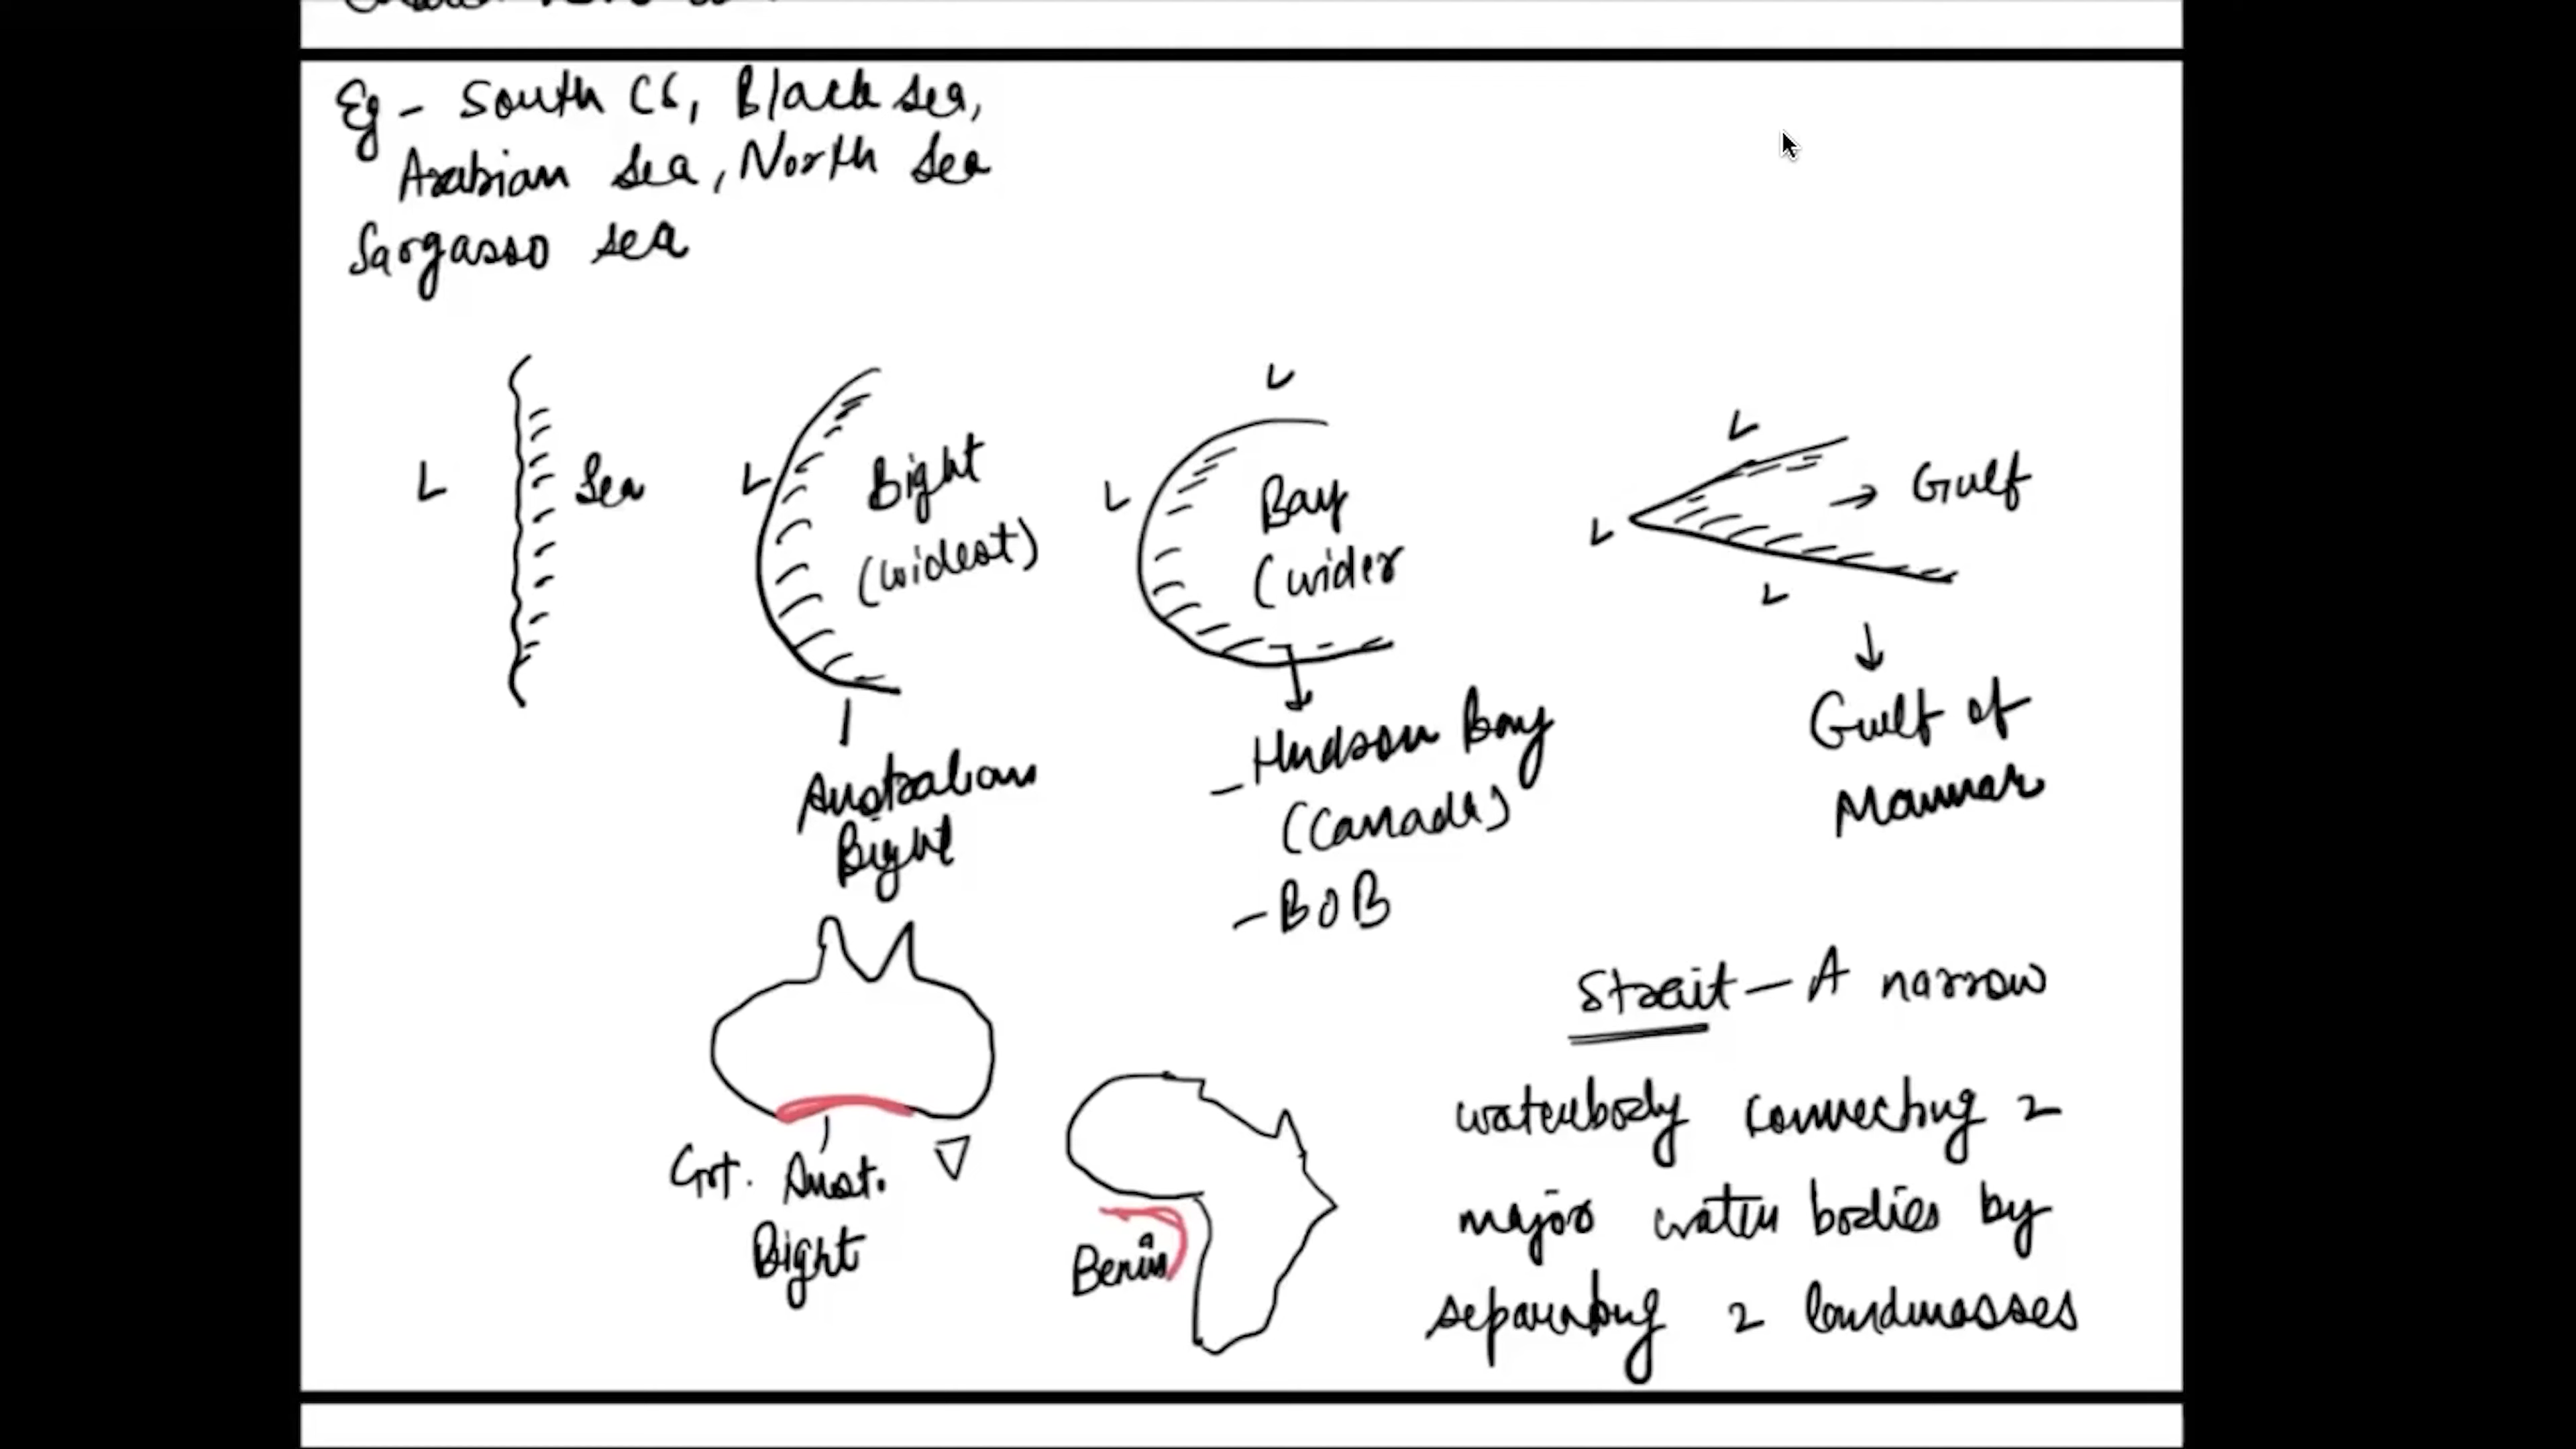 Eg - South CS, Black sea,
Arabian Sea, North Sea
Sargasso sea
L
Sea
L
Bight
(widest)
L
L
Bay
(wider
L
L
L
→ Gulf
Australian
Bight
- Hudson Bay
(Canada)
- BOB
Gulf of
Mannar
Grt. Aust.
Bight
Benin
Strait - A narrow
waterbody connecting 2
major water bodies by
separating 2 landmasses